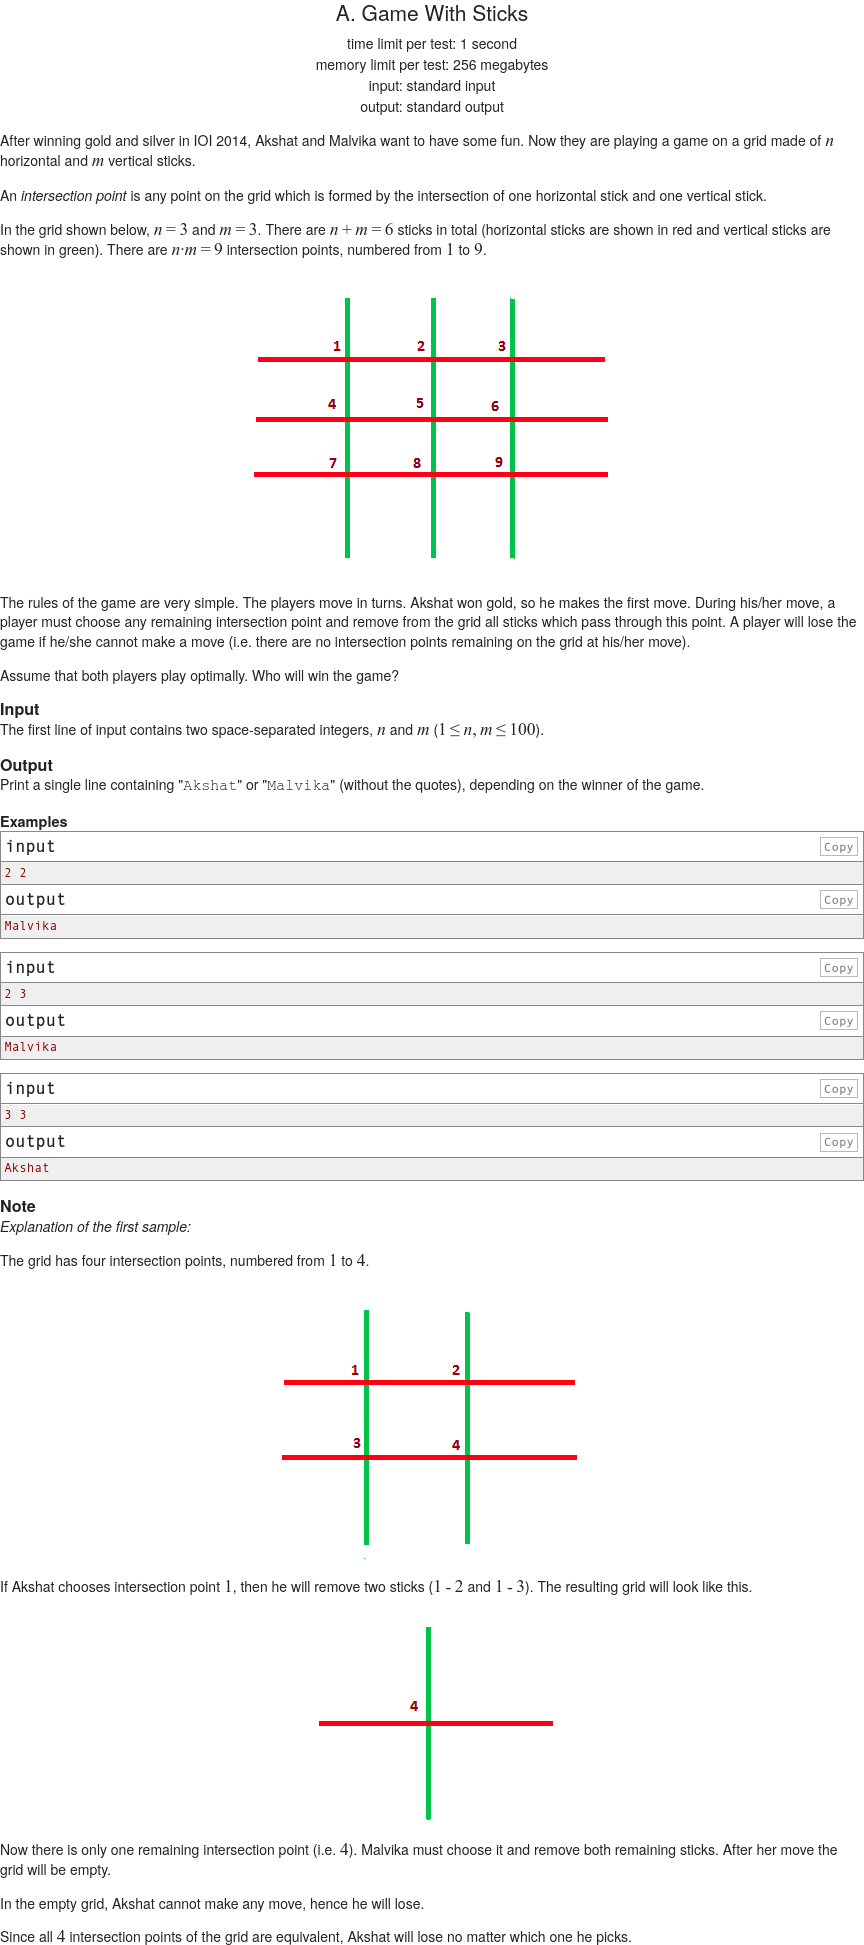 A. Game With Sticks
time limit per test: 1 second
memory limit per test: 256 megabytes
input: standard input
output: standard output
After winning gold and silver in IOI 2014, Akshat and Malvika want to have some fun. Now they are playing a game on a grid made of n
horizontal and m vertical sticks.
An intersection point is any point on the grid which is formed by the intersection of one horizontal stick and one vertical stick.
In the grid shown below, n = 3 and m = 3. There are n + m = 6 sticks in total (horizontal sticks are shown in red and vertical sticks are
shown in green). There are n·m = 9 intersection points, numbered from 1 to 9.
1 2 3
4 5 6
7 8 9
The rules of the game are very simple. The players move in turns. Akshat won gold, so he makes the first move. During his/her move, a
player must choose any remaining intersection point and remove from the grid all sticks which pass through this point. A player will lose the
game if he/she cannot make a move (i.e. there are no intersection points remaining on the grid at his/her move).
Assume that both players play optimally. Who will win the game?
Input
The first line of input contains two space-separated integers, n and m (1 ≤ n, m ≤ 100).
Output
Print a single line containing "Akshat" or "Malvika" (without the quotes), depending on the winner of the game.
Examples
input Copy
2 2
output Copy
Malvika
input Copy
2 3
output Copy
Malvika
input Copy
3 3
output Copy
Akshat
Note
Explanation of the first sample:
The grid has four intersection points, numbered from 1 to 4.
1 2
3 4
If Akshat chooses intersection point 1, then he will remove two sticks (1 - 2 and 1 - 3). The resulting grid will look like this.
4
Now there is only one remaining intersection point (i.e. 4). Malvika must choose it and remove both remaining sticks. After her move the
grid will be empty.
In the empty grid, Akshat cannot make any move, hence he will lose.
Since all 4 intersection points of the grid are equivalent, Akshat will lose no matter which one he picks.